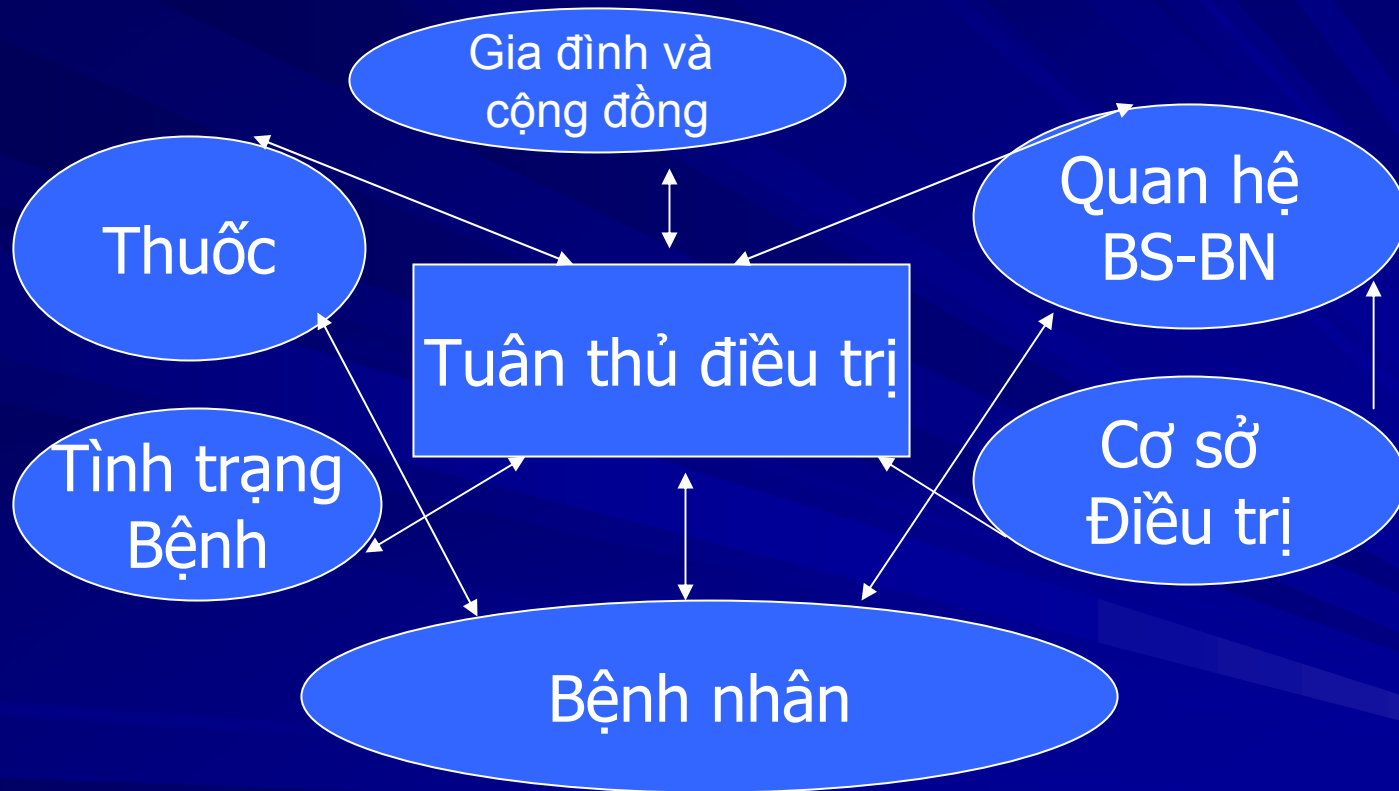 Gia đình và
cộng đồng
Thuốc
Quan hệ
BS-BN
Tuân thủ điều trị
Tình trạng
Bệnh
Cơ sở
Điều trị
Bệnh nhân